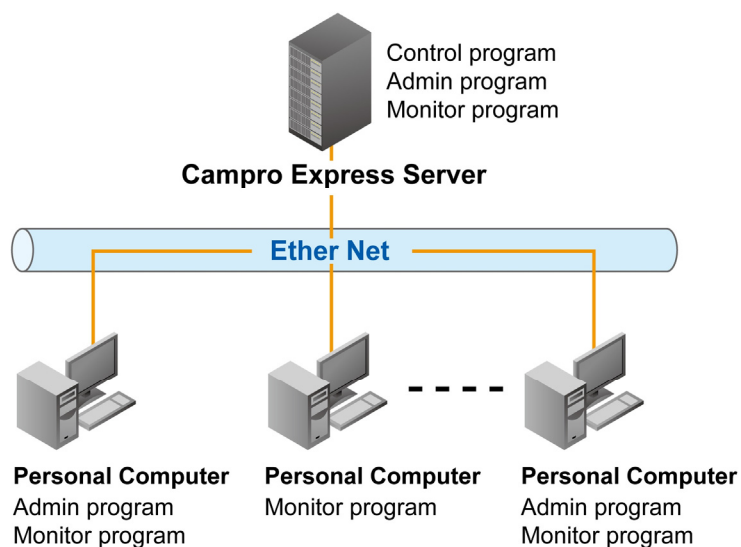 Control program
Admin program
Monitor program
Campro Express Server
Ether Net
Personal Computer
Admin program
Monitor program
Personal Computer
Monitor program
Personal Computer
Admin program
Monitor program